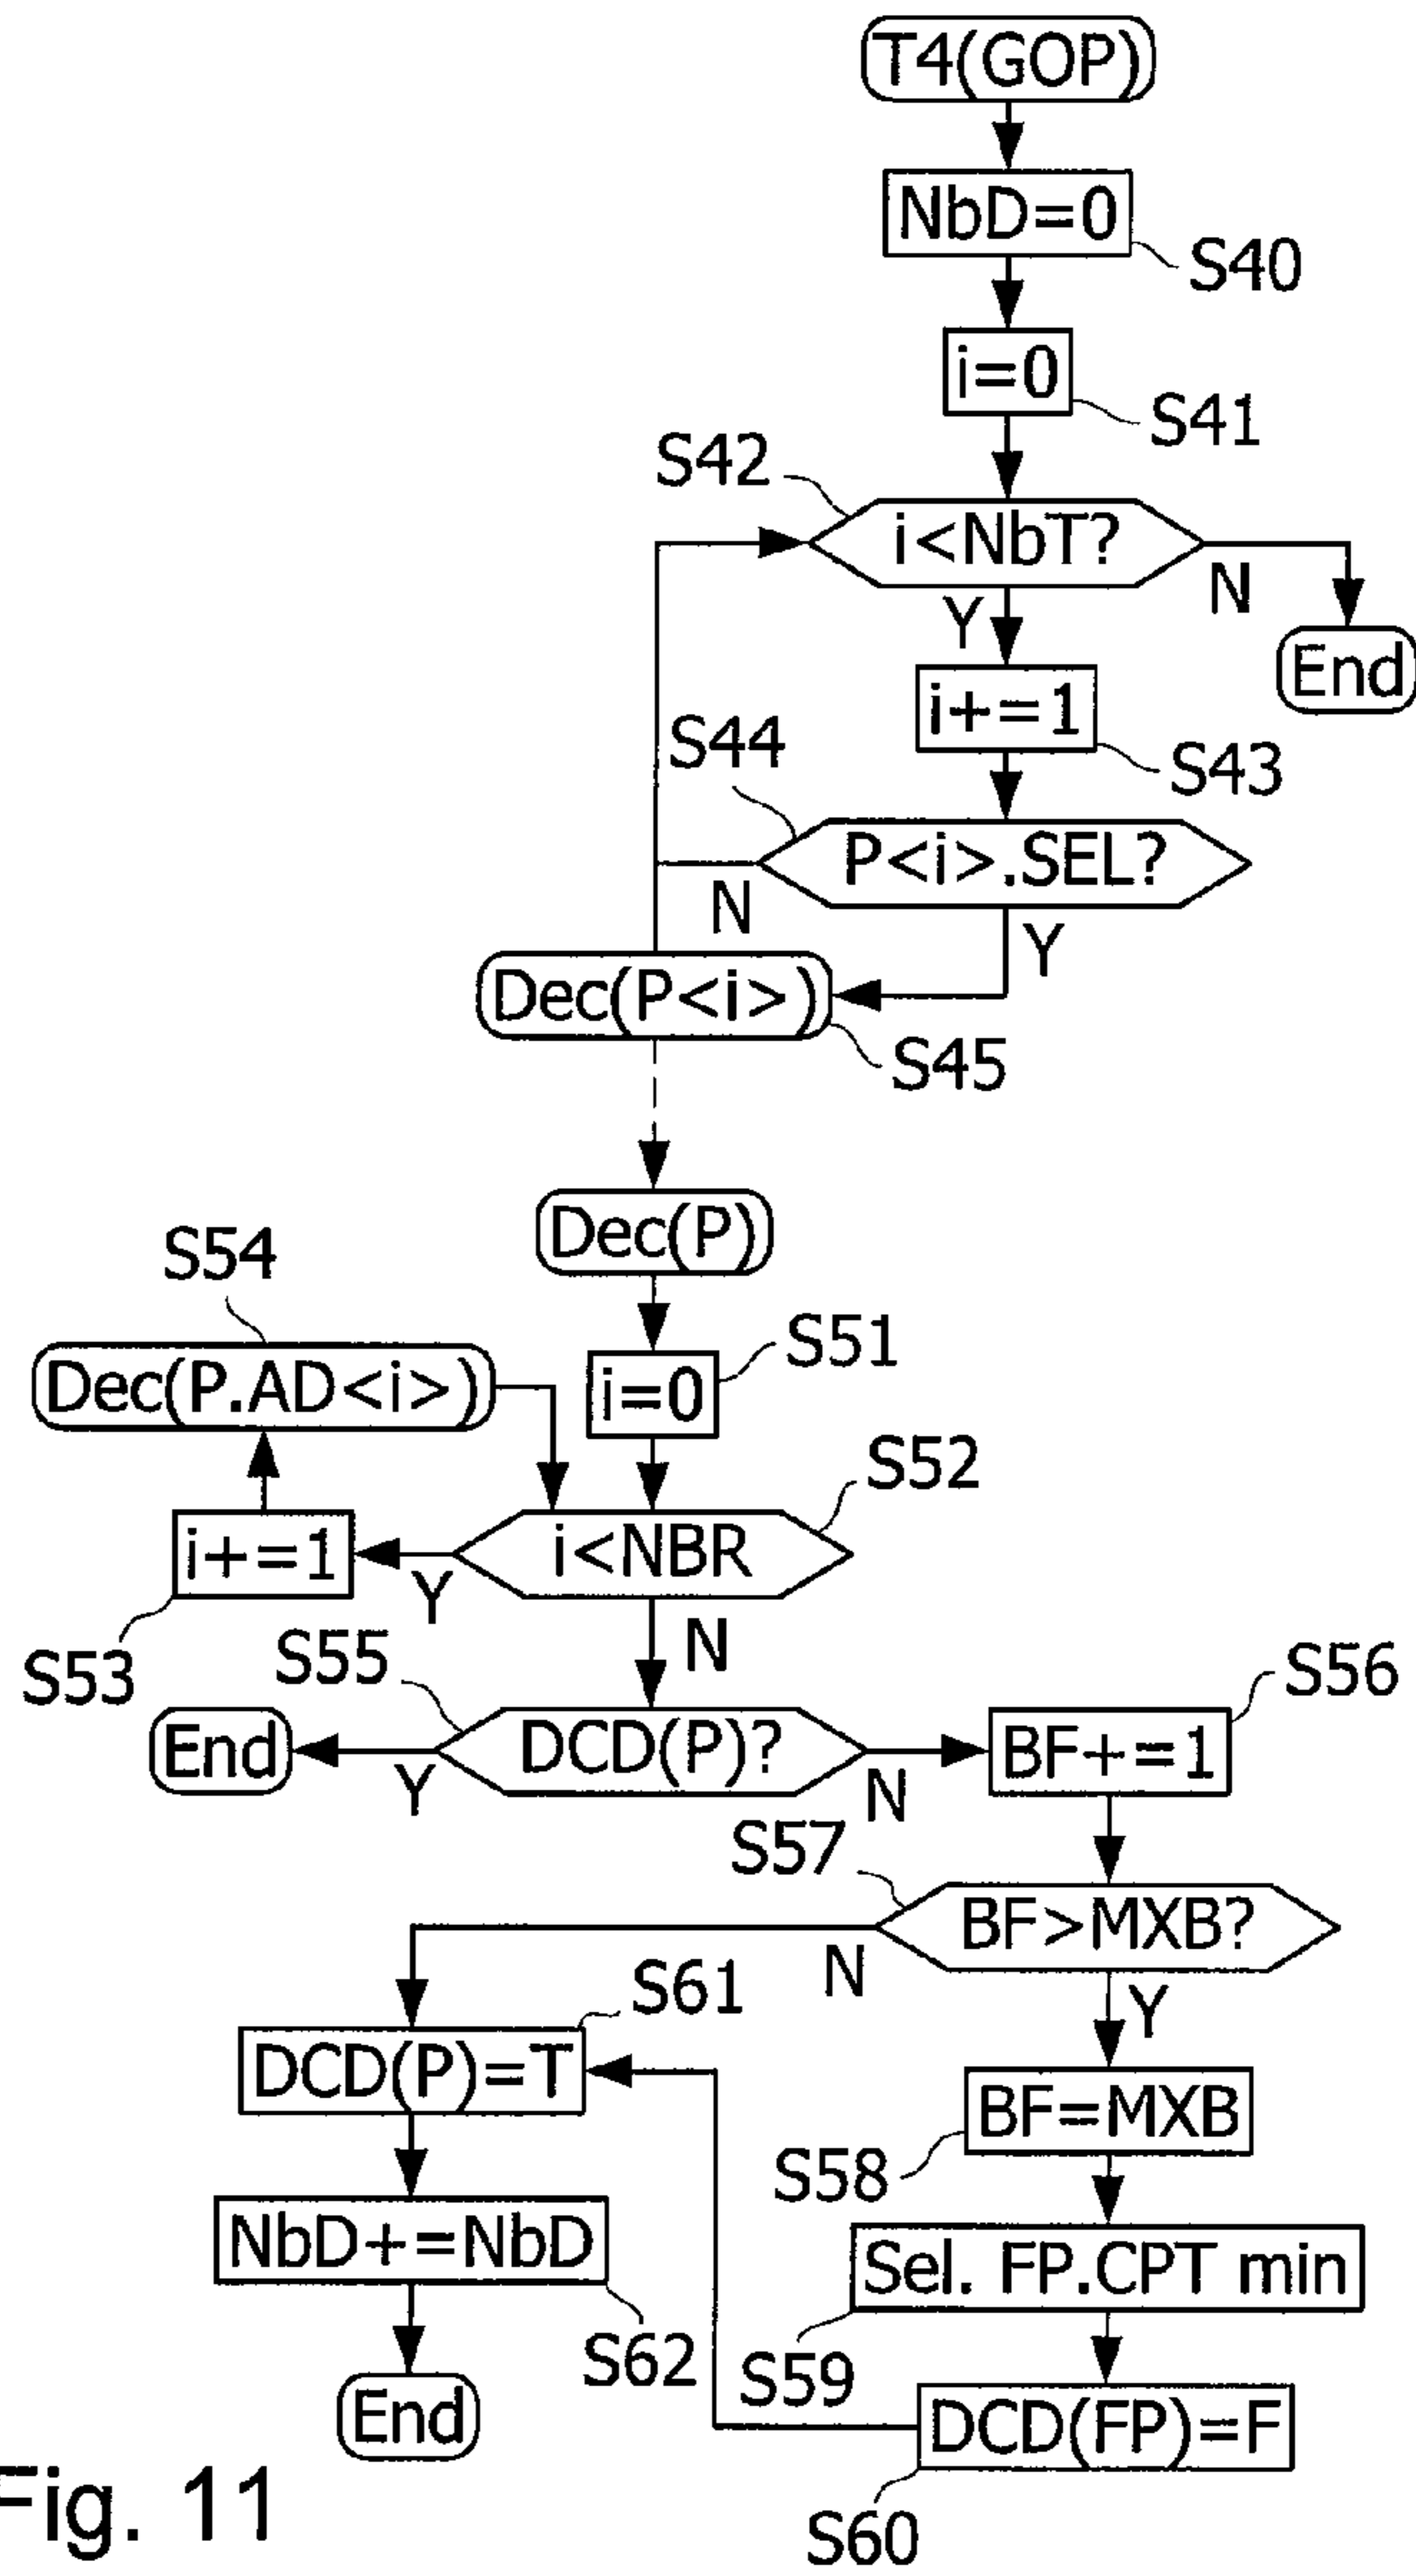 T4(GOP)
NbD=0
S40
i=0
S41
S42
i<NbT?
N
Y
End
i+=1
S43
S44
P<i>.SEL?
N
Y
Dec(P<i>)
S45
Dec(P)
S54
S51
Dec(P.AD<i>)
i=0
S52
i+=1
i<NBR
Y
S53
N
S55
S56
End
DCD(P)?
BF+=1
Y
N
S57
BF>MXB?
N
S61
Y
DCD(P)=T
BF=MXB
S58
NbD+=NbD
Sel. FP.CPT min
S62
S59
End
DCD(FP)=F
S60
Fig. 11